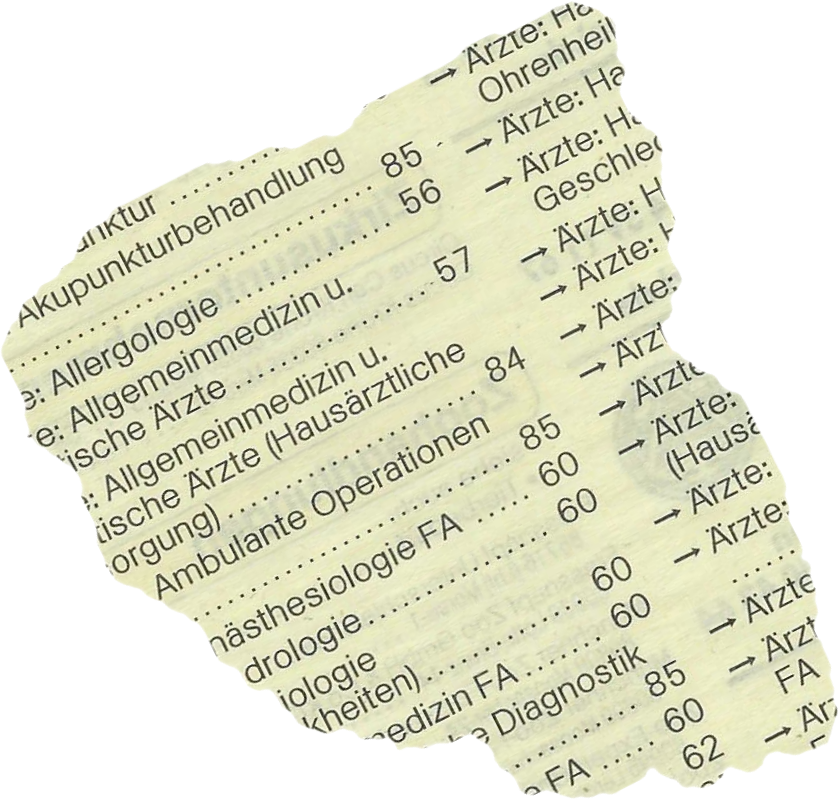 nktur ............
Akupunkturbehandlung
.................................... 85
e: Allergologie .................. 56
e: Allgemeinmedizin u.
tische Ärzte ...................... 57
: Allgemeinmedizin u.
tische Ärzte (Hausärztliche
orgung) ............................ 84
Ambulante Operationen
.................................... 85
nästhesiologie FA ...... 60
drologie ........................ 60
iologie
kheiten) ................. 60
edizin FA ........ 60
he Diagnostik
................ 85
FA ..... 60
62
→ Ärzte: Ha
Ohrenheil
→ Ärzte: Ha
→ Ärzte: Ha
Geschlec
→ Ärzte: H
→ Ärzte: H
→ Ärzte:
→ Ärzt
→ Ärzte
→ Ärzte:
(Hausä
→ Ärzte:
→ Ärzte:
.......
→ Ärzte
→ Ärzt
FA
→ Är